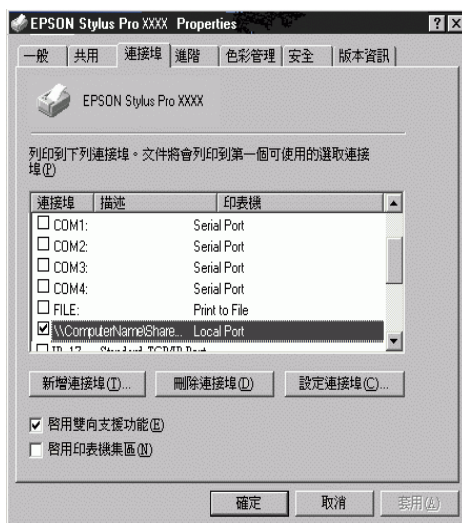 EPSON Stylus Pro XXXX Properties
一般 共用 連接埠 進階 色彩管理 安全 版本資訊
EPSON Stylus Pro XXXX
列印到下列連接埠。文件將會列印到第一個可使用的選取連接
埠(P)
連接埠 描述 印表機
COM1: Serial Port
COM2: Serial Port
COM3: Serial Port
COM4: Serial Port
FILE: Print to File
\\ComputerName\Share... Local Port
Standard TCP/IP Port
新增連接埠(T)... 刪除連接埠(D) 設定連接埠(C)...
啓用雙向支援功能(E)
啓用印表機集區(N)
確定 取消 套用(A)